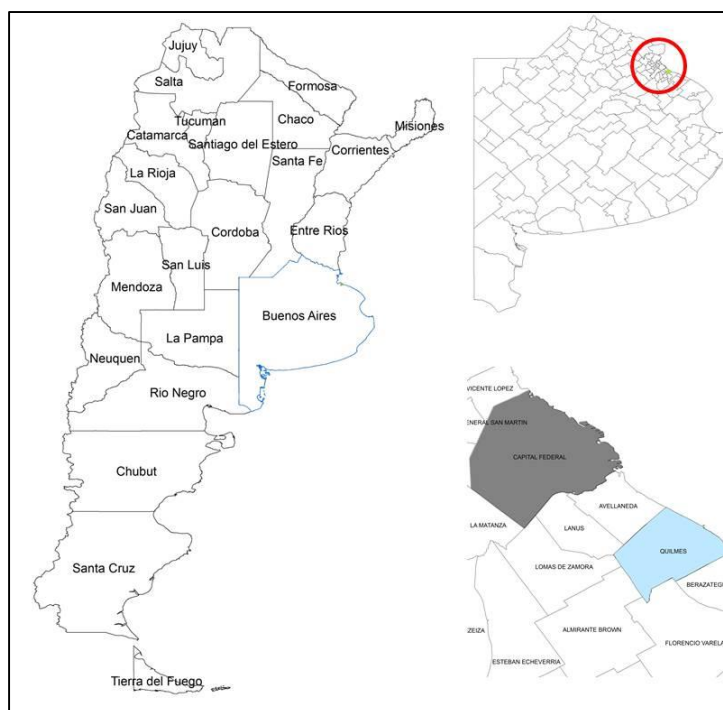 Jujuy
Salta
Formosa
Tucuman
Chaco
Misiones
Catamarca
Santiago del Estero
Santa Fe
Corrientes
La Rioja
San Juan
Cordoba
Entre Rios
San Luis
Mendoza
Buenos Aires
La Pampa
Neuquen
Rio Negro
Chubut
Santa Cruz
Tierra del Fuego
VICENTE LOPEZ
ENERAL SAN MARTIN
CAPITAL FEDERAL
AVELLANEDA
LA MATANZA
LANUS
QUILMES
LOMAS DE ZAMORA
BERAZATEG
ZEIZA
ALMIRANTE BROWN
FLORENCIO VARELA
ESTEBAN ECHEVERRIA